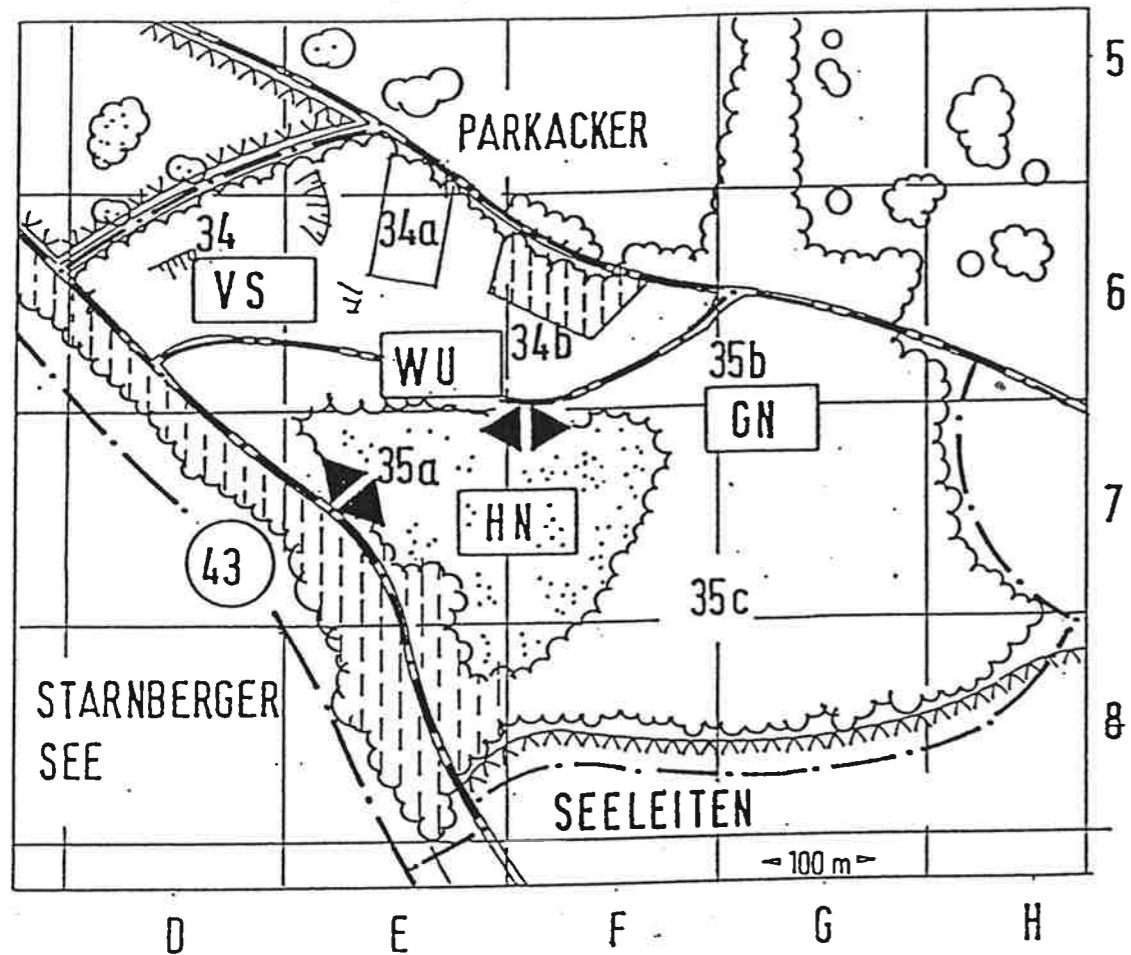 5
PARKACKER
34
34a
VS
6
34b
WU
35b
GN
35a
HN
7
43
35c
STARNBERGER
SEE
8
SEELEITEN
100 m
D
E
F
G
H